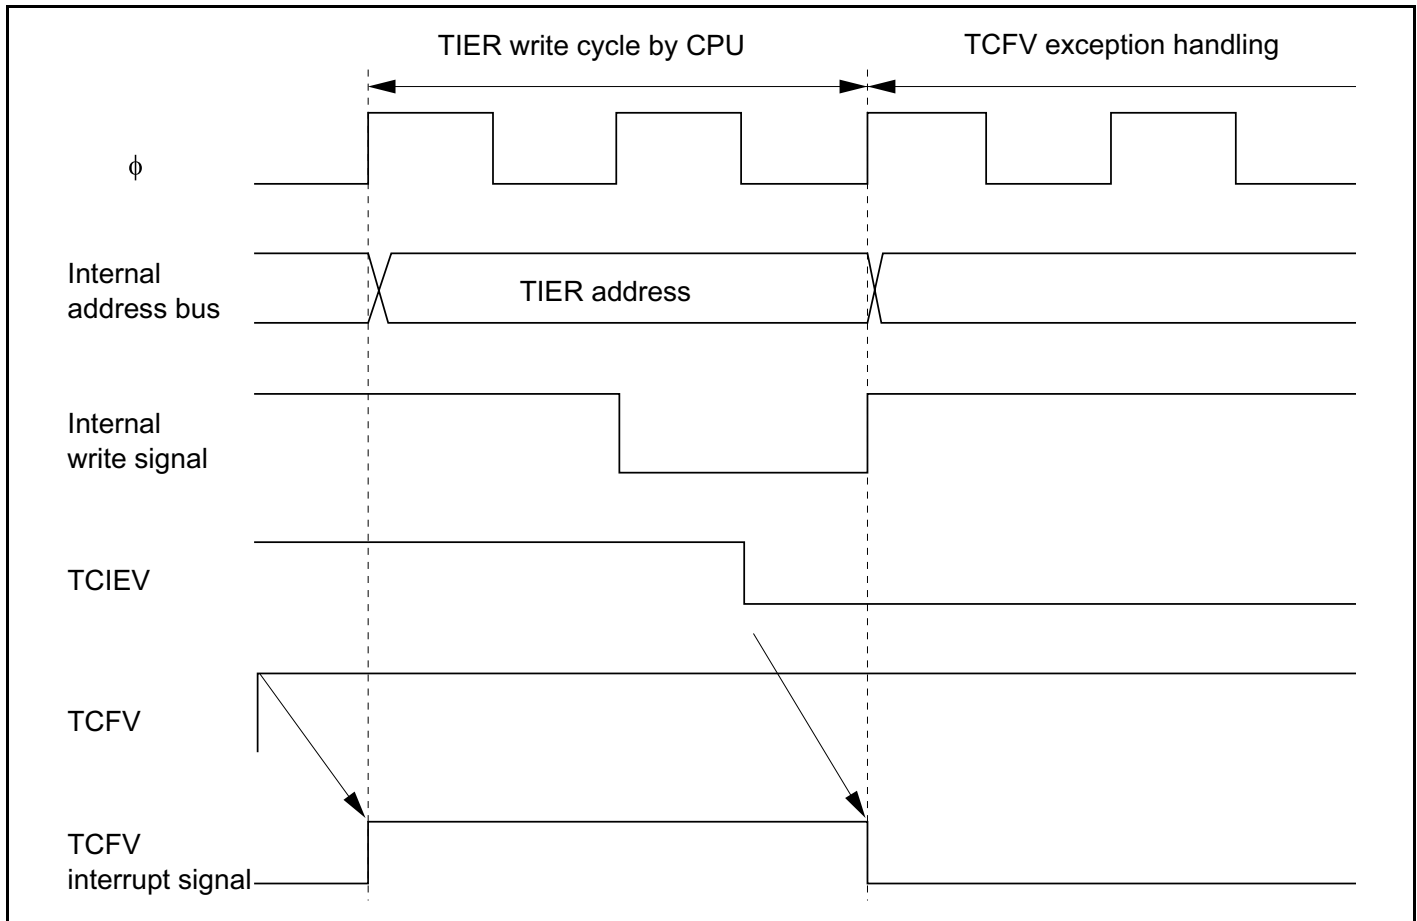 TIER write cycle by CPU
TCFV exception handling
ϕ
Internal
address bus
TIER address
Internal
write signal
TCIEV
TCFV
TCFV
interrupt signal